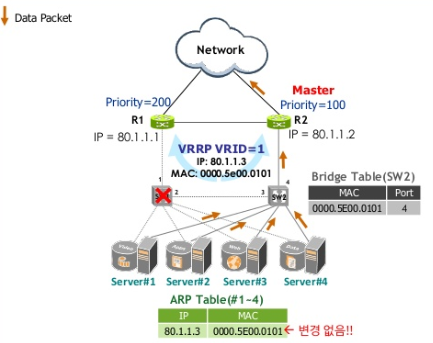 Data Packet
Network
Master
Priority=200
Priority=100
R1
R2
IP = 80.1.1.1
IP = 80.1.1.2
VRRP VRID=1
IP: 80.1.1.3
MAC: 0000.5e00.0101
1
4
2
3
SW2
Bridge Table(SW2)
MAC Port
0000.5E00.0101 4
Server#1 Server#2 Server#3 Server#4
ARP Table(#1~4)
IP MAC
80.1.1.3 0000.5E00.0101 ← 변경 없음!!